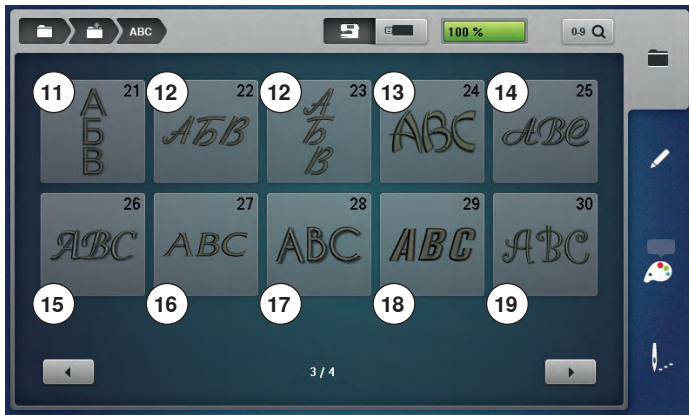 ABC 100 % 0-9
11 21 12 22 12 23 13 24 14 25
А
Б
В
АБВ
А
Б
В
ABC
ABC
26 27 28 29 30
ABC ABC ABC ABC ABC
15 16 17 18 19
3 / 4